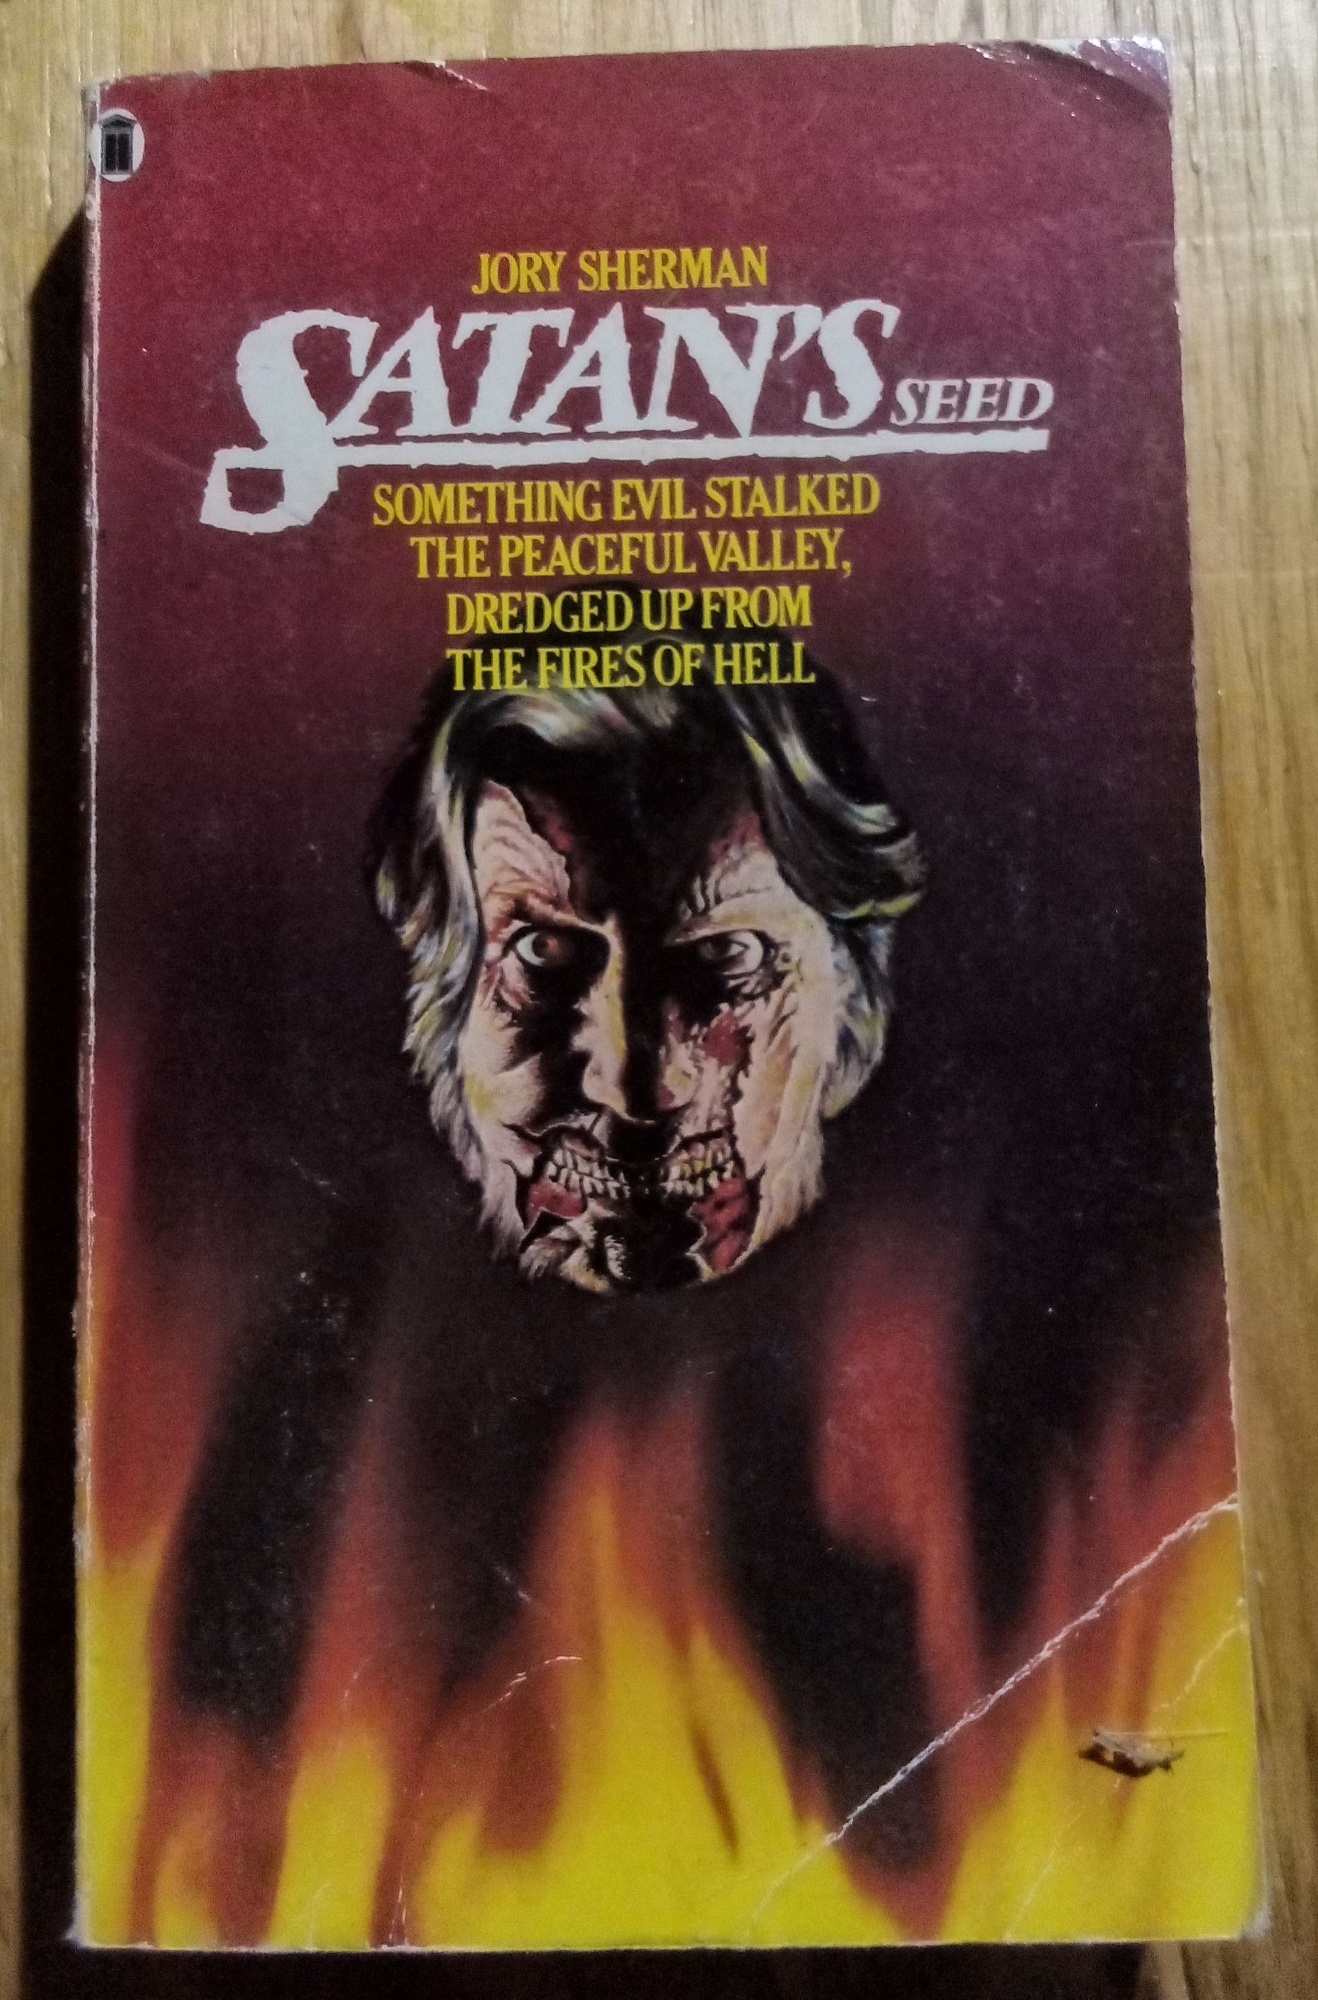 JORY SHERMAN
SATAN'S SEED
SOMETHING EVIL STALKED
THE PEACEFUL VALLEY,
DREDGED UP FROM
THE FIRES OF HELL